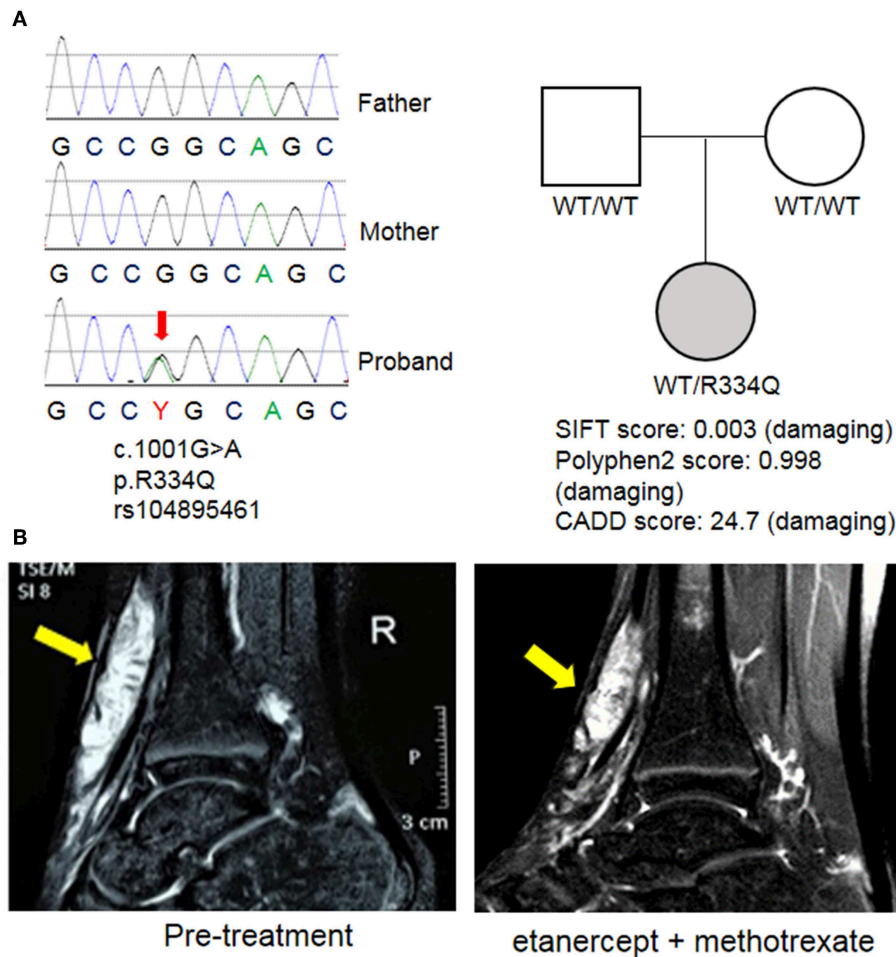 A
Father
G C C G G C A G C
Mother
G C C G G C A G C
Proband
G C C Y G C A G C
c.1001G>A
p.R334Q
rs104895461
WT/WT
WT/WT
WT/R334Q
SIFT score: 0.003 (damaging)
Polyphen2 score: 0.998
(damaging)
CADD score: 24.7 (damaging)
B
TSE/M
SI 8
R
P
3 cm
Pre-treatment
etanercept + methotrexate